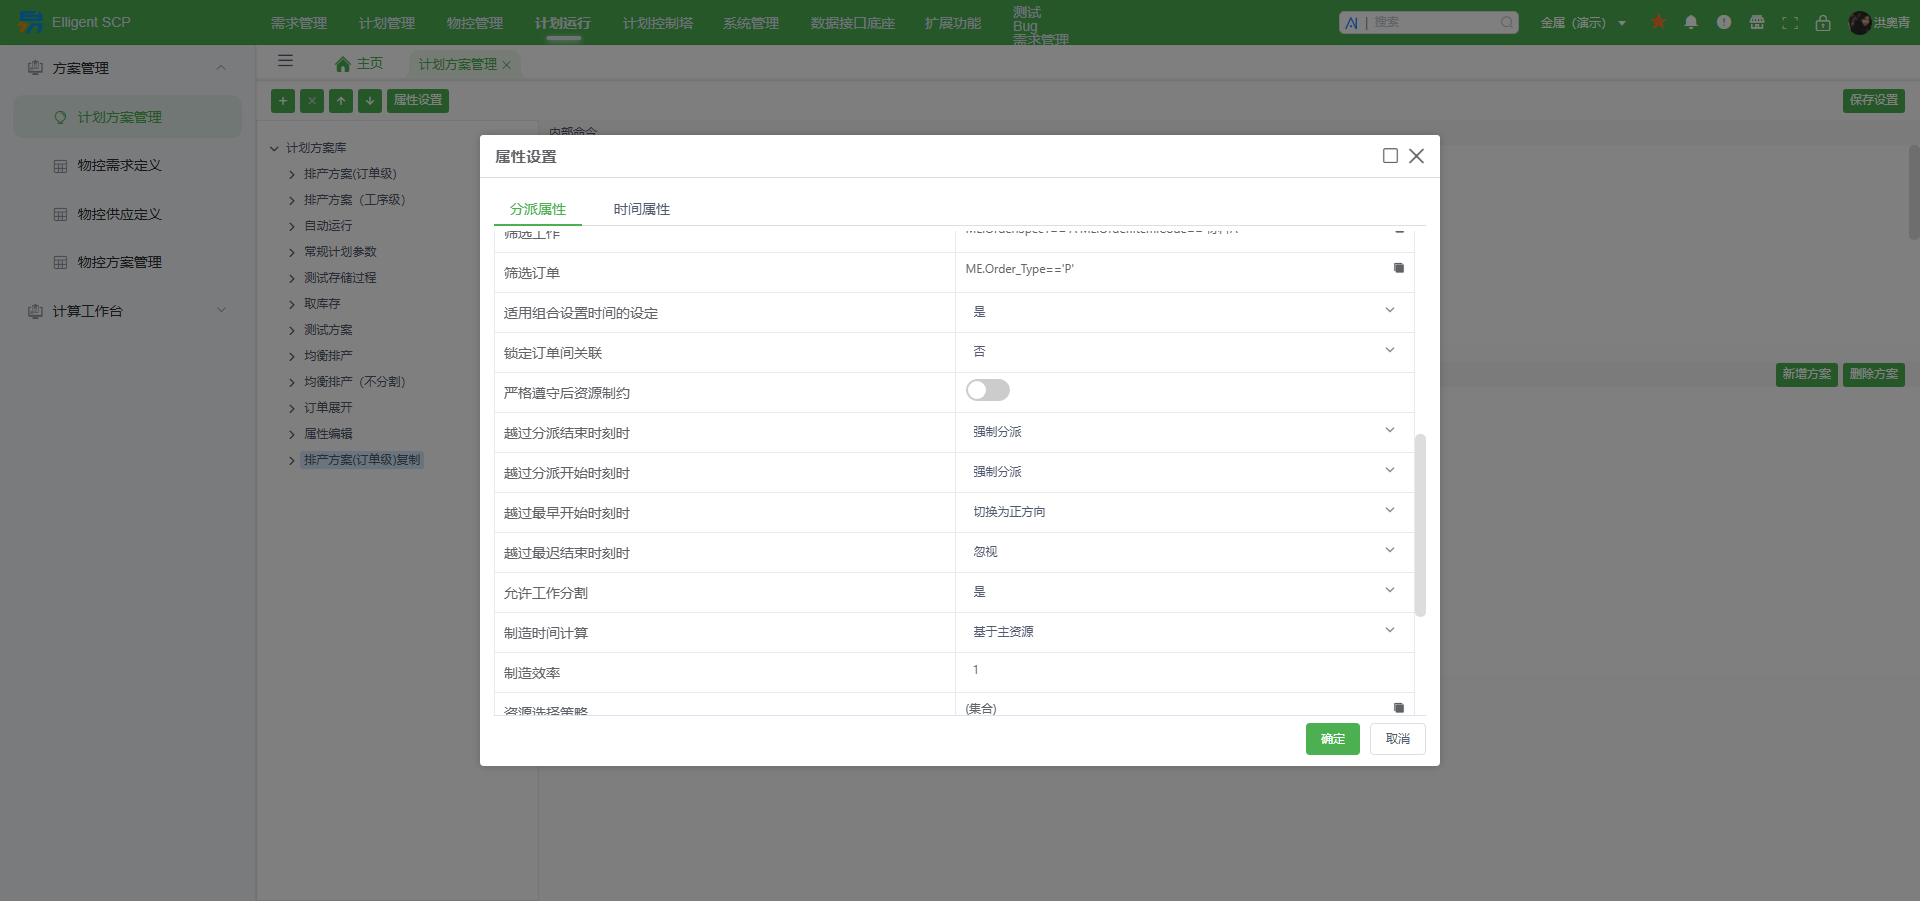 Elligent SCP
需求管理
计划管理
物控管理
计划运行
计划控制塔
系统管理
数据接口底座
扩展功能
测试
Bug
需求管理
AI | 搜索
金属（演示）
洪奥青
方案管理
计划方案管理
物控需求定义
物控供应定义
物控方案管理
计算工作台
主页
计划方案管理
属性设置
保存设置
计划方案库
排产方案(订单级)
排产方案（工序级）
自动运行
常规计划参数
测试存储过程
取库存
测试方案
均衡排产
均衡排产（不分割）
订单展开
属性编辑
排产方案(订单级)复制
内部命令
新增方案
删除方案
属性设置
分派属性
时间属性
筛选工作
筛选订单 ME.Order_Type=='P'
适用组合设置时间的设定 是
锁定订单间关联 否
严格遵守后资源制约
越过分派结束时刻时 强制分派
越过分派开始时刻时 强制分派
越过最早开始时刻时 切换为正方向
越过最迟结束时刻时 忽视
允许工作分割 是
制造时间计算 基于主资源
制造效率 1
资源选择策略 (集合)
确定
取消